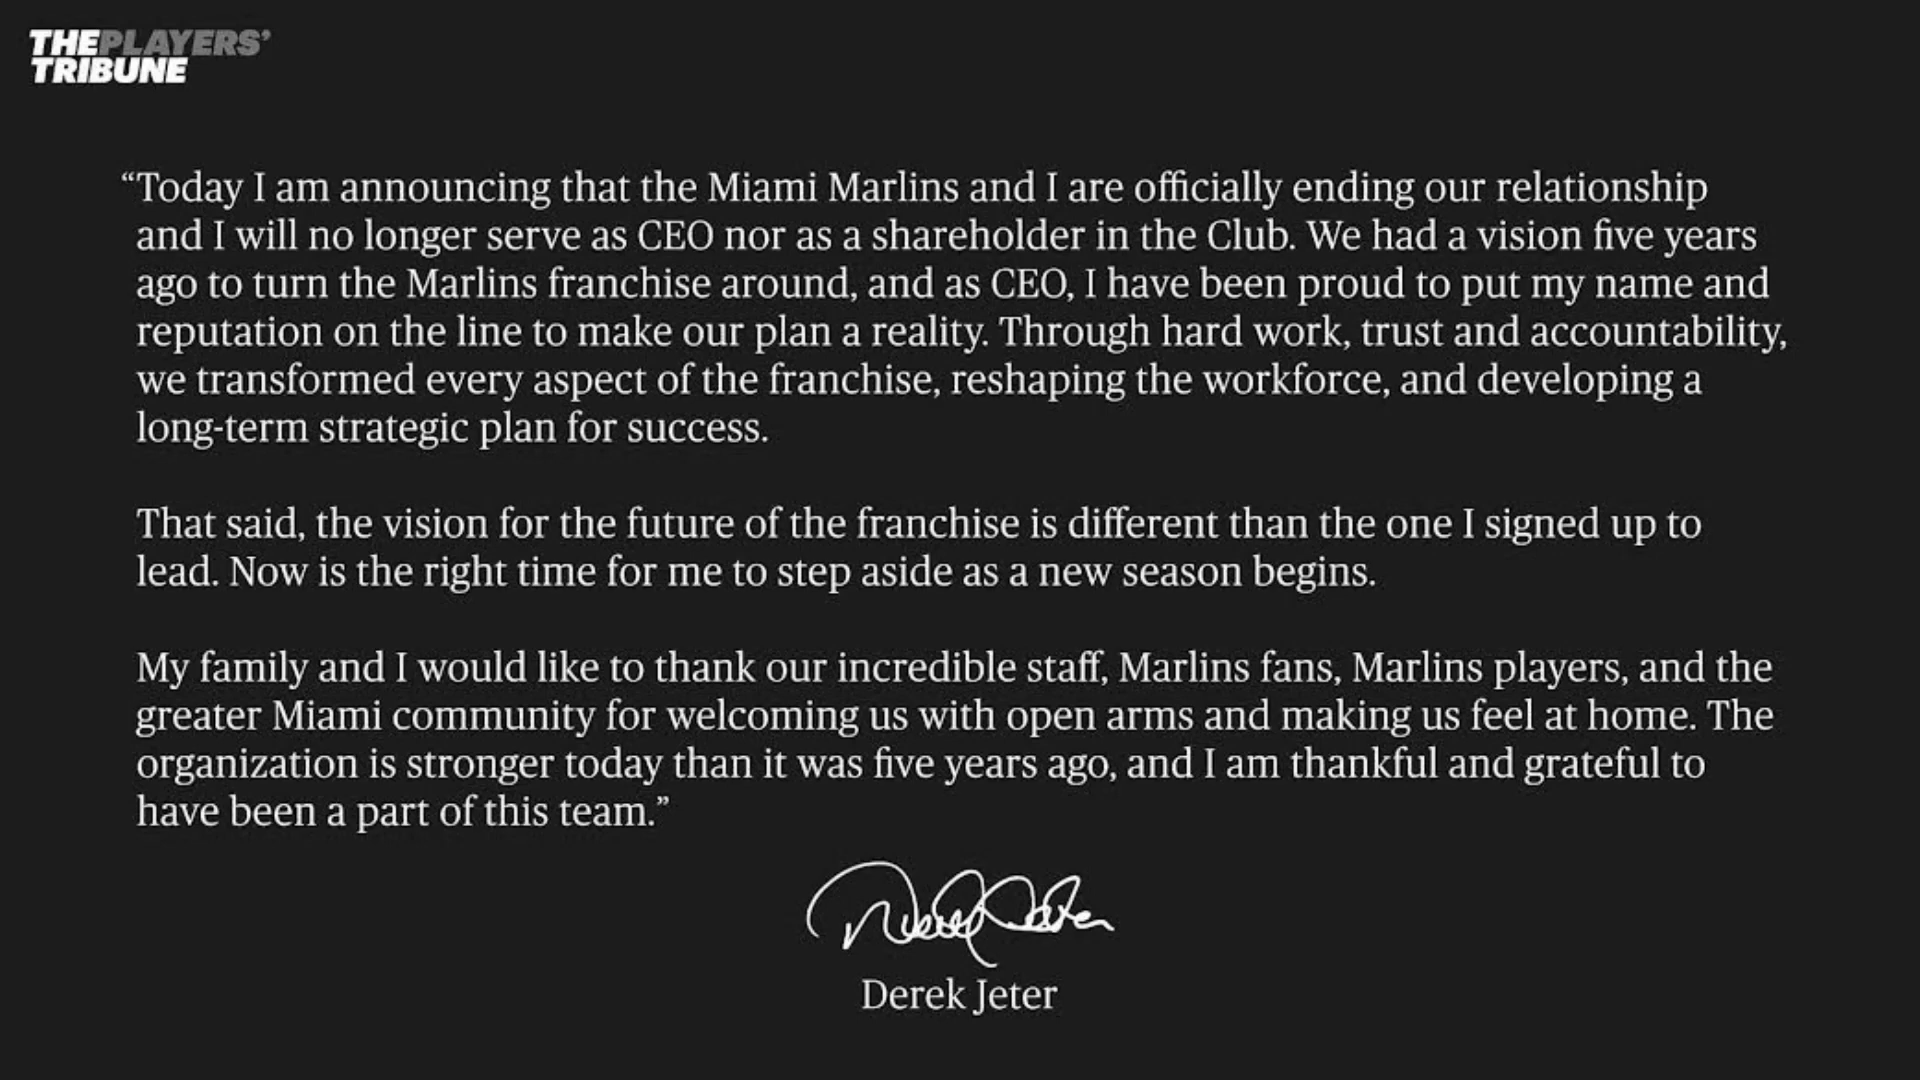 THE PLAYERS’
TRIBUNE
“Today I am announcing that the Miami Marlins and I are officially ending our relationship
and I will no longer serve as CEO nor as a shareholder in the Club. We had a vision five years
ago to turn the Marlins franchise around, and as CEO, I have been proud to put my name and
reputation on the line to make our plan a reality. Through hard work, trust and accountability,
we transformed every aspect of the franchise, reshaping the workforce, and developing a
long-term strategic plan for success.
That said, the vision for the future of the franchise is different than the one I signed up to
lead. Now is the right time for me to step aside as a new season begins.
My family and I would like to thank our incredible staff, Marlins fans, Marlins players, and the
greater Miami community for welcoming us with open arms and making us feel at home. The
organization is stronger today than it was five years ago, and I am thankful and grateful to
have been a part of this team.”
Derek Jeter
Derek Jeter